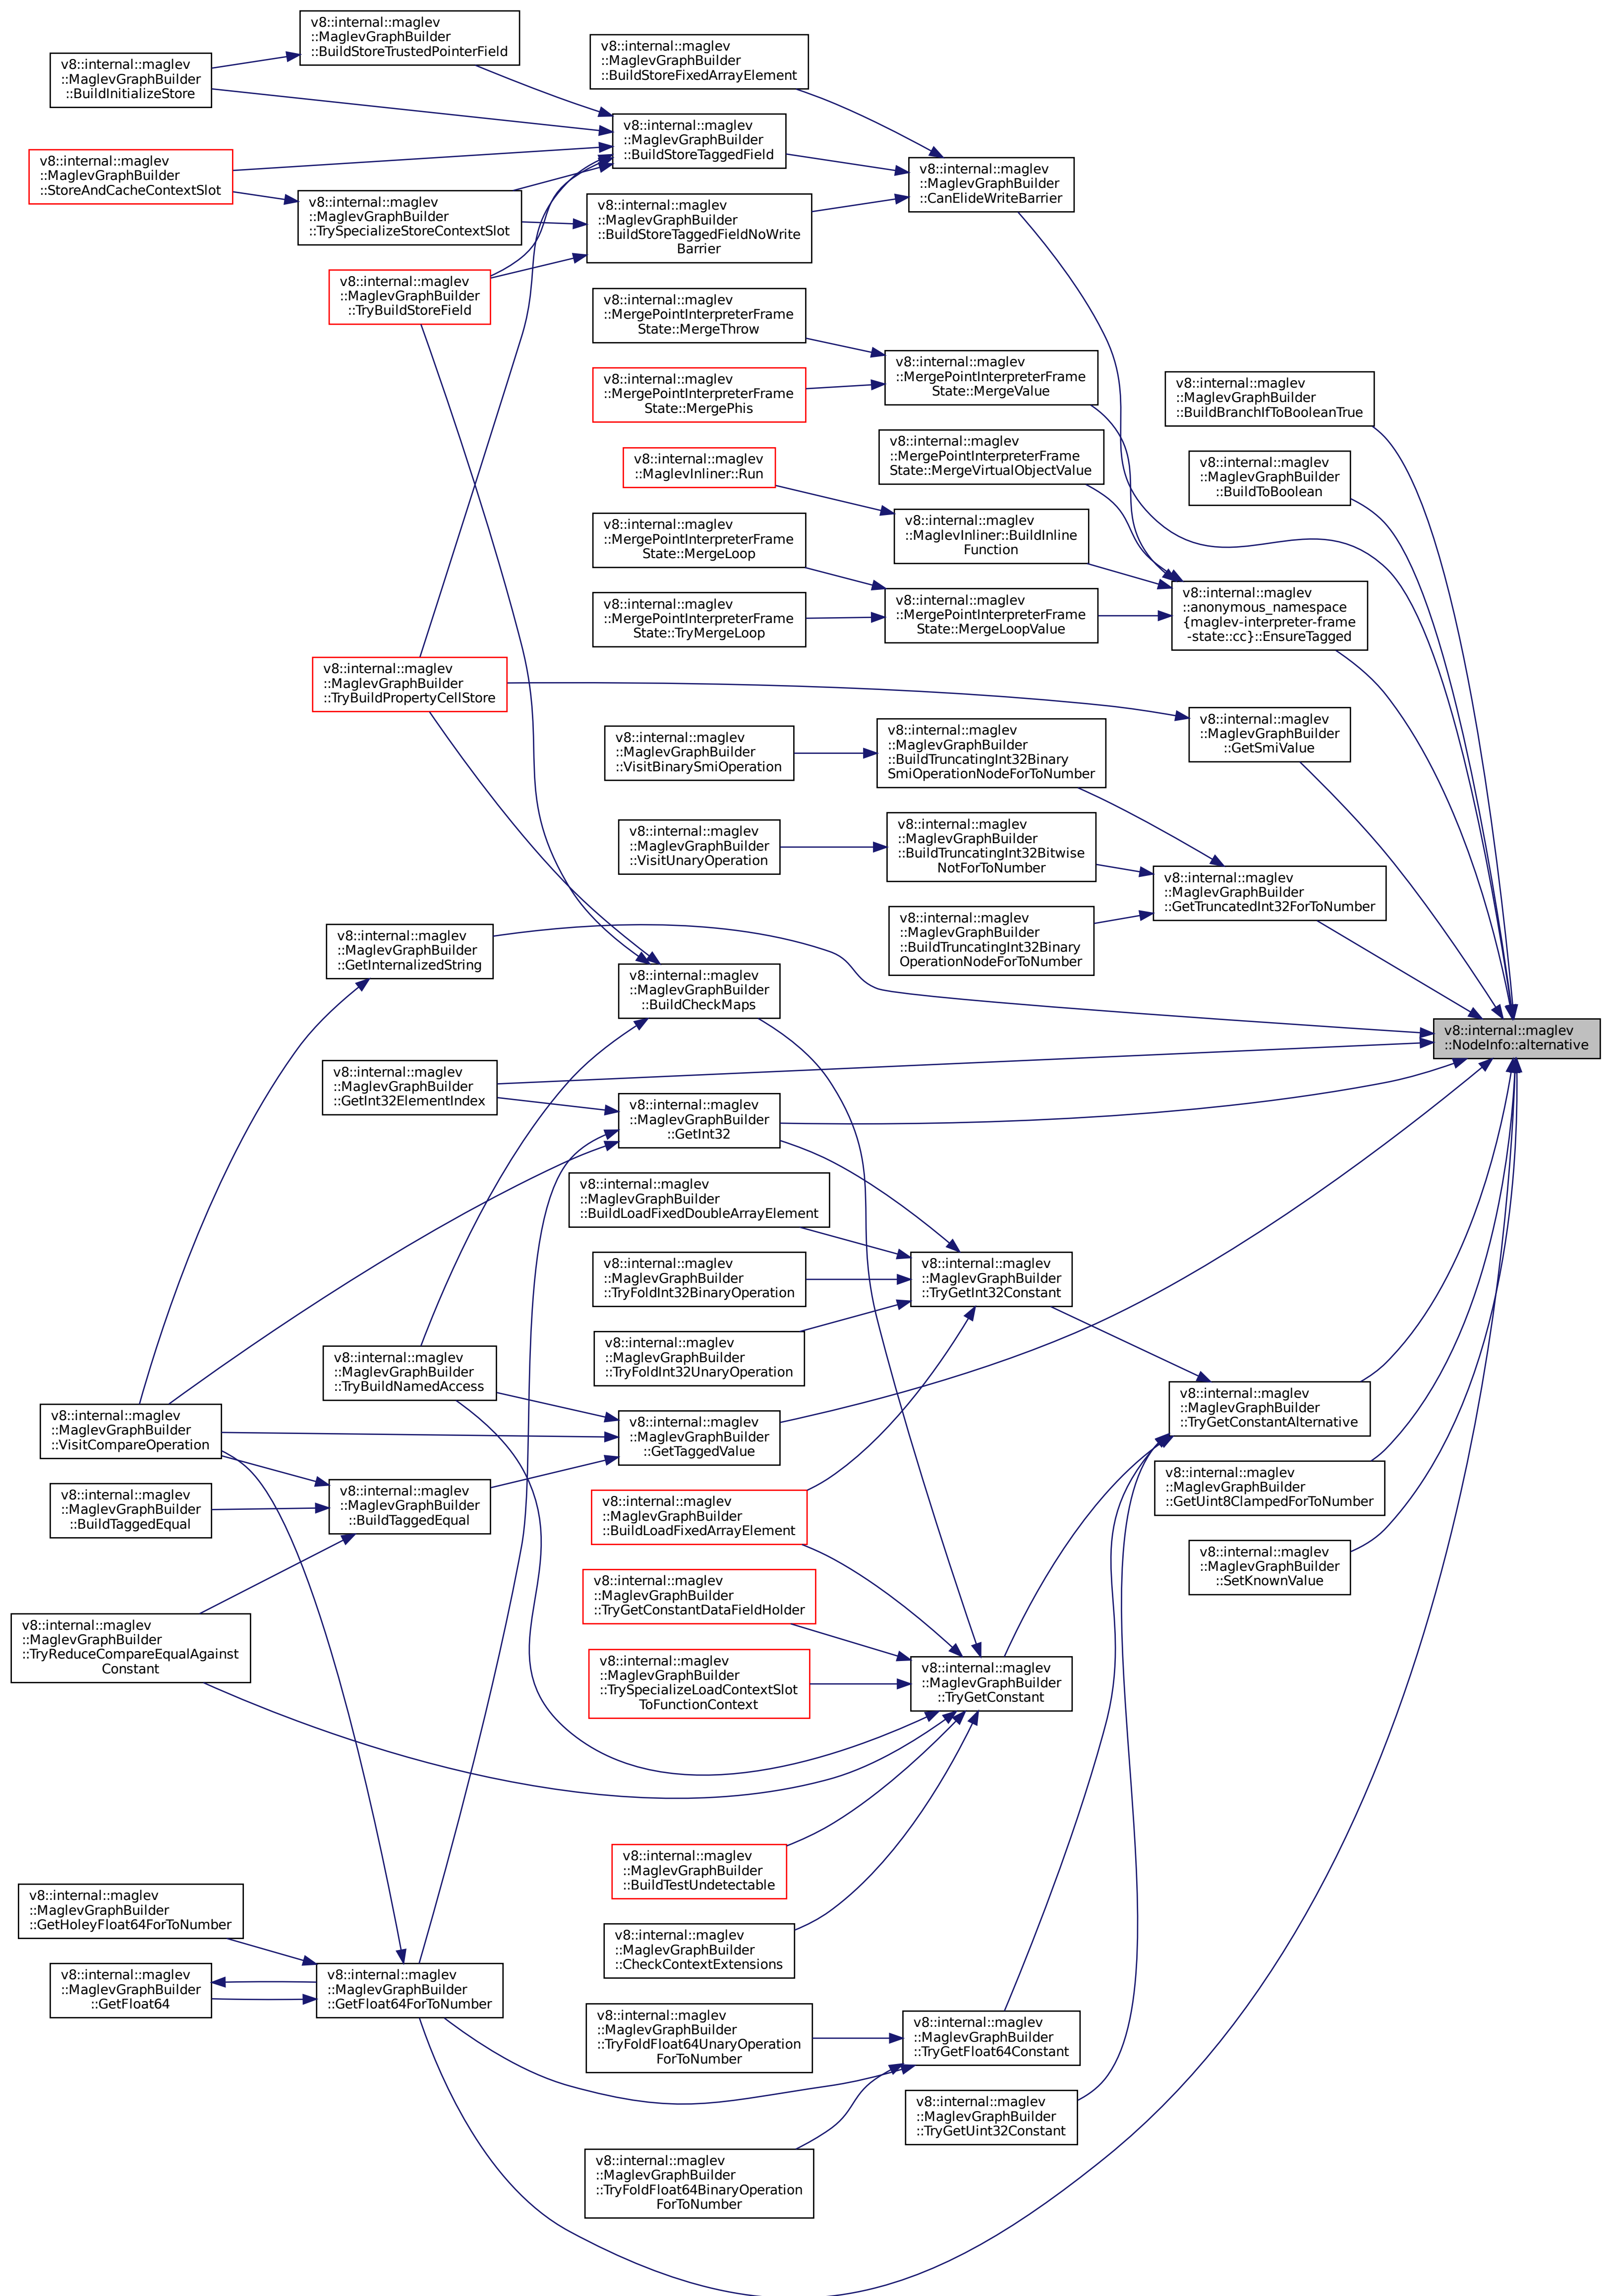 v8::internal::maglev
::MaglevGraphBuilder
::BuildStoreTrustedPointerField
v8::internal::maglev
::MaglevGraphBuilder
::BuildInitializeStore
v8::internal::maglev
::MaglevGraphBuilder
::BuildStoreFixedArrayElement
v8::internal::maglev
::MaglevGraphBuilder
::BuildStoreTaggedField
v8::internal::maglev
::MaglevGraphBuilder
::StoreAndCacheContextSlot
v8::internal::maglev
::MaglevGraphBuilder
::CanElideWriteBarrier
v8::internal::maglev
::MaglevGraphBuilder
::TrySpecializeStoreContextSlot
v8::internal::maglev
::MaglevGraphBuilder
::BuildStoreTaggedFieldNoWrite
Barrier
v8::internal::maglev
::MaglevGraphBuilder
::TryBuildStoreField
v8::internal::maglev
::MergePointInterpreterFrame
State::MergeThrow
v8::internal::maglev
::MergePointInterpreterFrame
State::MergeValue
v8::internal::maglev
::MergePointInterpreterFrame
State::MergePhis
v8::internal::maglev
::MaglevGraphBuilder
::BuildBranchIfToBooleanTrue
v8::internal::maglev
::MergePointInterpreterFrame
State::MergeVirtualObjectValue
v8::internal::maglev
::MaglevInliner::Run
v8::internal::maglev
::MaglevGraphBuilder
::BuildToBoolean
v8::internal::maglev
::MaglevInliner::BuildInline
Function
v8::internal::maglev
::MergePointInterpreterFrame
State::MergeLoop
v8::internal::maglev
::anonymous_namespace
{maglev-interpreter-frame
-state::cc}::EnsureTagged
v8::internal::maglev
::MergePointInterpreterFrame
State::MergeLoopValue
v8::internal::maglev
::MergePointInterpreterFrame
State::TryMergeLoop
v8::internal::maglev
::MaglevGraphBuilder
::TryBuildPropertyCellStore
v8::internal::maglev
::MaglevGraphBuilder
::GetSmiValue
v8::internal::maglev
::MaglevGraphBuilder
::VisitBinarySmiOperation
v8::internal::maglev
::MaglevGraphBuilder
::BuildTruncatingInt32Binary
SmiOperationNodeForToNumber
v8::internal::maglev
::MaglevGraphBuilder
::VisitUnaryOperation
v8::internal::maglev
::MaglevGraphBuilder
::BuildTruncatingInt32Bitwise
NotForToNumber
v8::internal::maglev
::MaglevGraphBuilder
::GetTruncatedInt32ForToNumber
v8::internal::maglev
::MaglevGraphBuilder
::BuildTruncatingInt32Binary
OperationNodeForToNumber
v8::internal::maglev
::MaglevGraphBuilder
::GetInternalizedString
v8::internal::maglev
::MaglevGraphBuilder
::BuildCheckMaps
v8::internal::maglev
::NodeInfo::alternative
v8::internal::maglev
::MaglevGraphBuilder
::GetInt32ElementIndex
v8::internal::maglev
::MaglevGraphBuilder
::GetInt32
v8::internal::maglev
::MaglevGraphBuilder
::BuildLoadFixedDoubleArrayElement
v8::internal::maglev
::MaglevGraphBuilder
::TryFoldInt32BinaryOperation
v8::internal::maglev
::MaglevGraphBuilder
::TryGetInt32Constant
v8::internal::maglev
::MaglevGraphBuilder
::TryFoldInt32UnaryOperation
v8::internal::maglev
::MaglevGraphBuilder
::TryBuildNamedAccess
v8::internal::maglev
::MaglevGraphBuilder
::TryGetConstantAlternative
v8::internal::maglev
::MaglevGraphBuilder
::VisitCompareOperation
v8::internal::maglev
::MaglevGraphBuilder
::GetTaggedValue
v8::internal::maglev
::MaglevGraphBuilder
::GetUint8ClampedForToNumber
v8::internal::maglev
::MaglevGraphBuilder
::BuildTaggedEqual
v8::internal::maglev
::MaglevGraphBuilder
::BuildTaggedEqual
v8::internal::maglev
::MaglevGraphBuilder
::BuildLoadFixedArrayElement
v8::internal::maglev
::MaglevGraphBuilder
::SetKnownValue
v8::internal::maglev
::MaglevGraphBuilder
::TryGetConstantDataFieldHolder
v8::internal::maglev
::MaglevGraphBuilder
::TryReduceCompareEqualAgainst
Constant
v8::internal::maglev
::MaglevGraphBuilder
::TrySpecializeLoadContextSlot
ToFunctionContext
v8::internal::maglev
::MaglevGraphBuilder
::TryGetConstant
v8::internal::maglev
::MaglevGraphBuilder
::BuildTestUndetectable
v8::internal::maglev
::MaglevGraphBuilder
::GetHoleyFloat64ForToNumber
v8::internal::maglev
::MaglevGraphBuilder
::CheckContextExtensions
v8::internal::maglev
::MaglevGraphBuilder
::GetFloat64
v8::internal::maglev
::MaglevGraphBuilder
::GetFloat64ForToNumber
v8::internal::maglev
::MaglevGraphBuilder
::TryFoldFloat64UnaryOperation
ForToNumber
v8::internal::maglev
::MaglevGraphBuilder
::TryGetFloat64Constant
v8::internal::maglev
::MaglevGraphBuilder
::TryGetUint32Constant
v8::internal::maglev
::MaglevGraphBuilder
::TryFoldFloat64BinaryOperation
ForToNumber